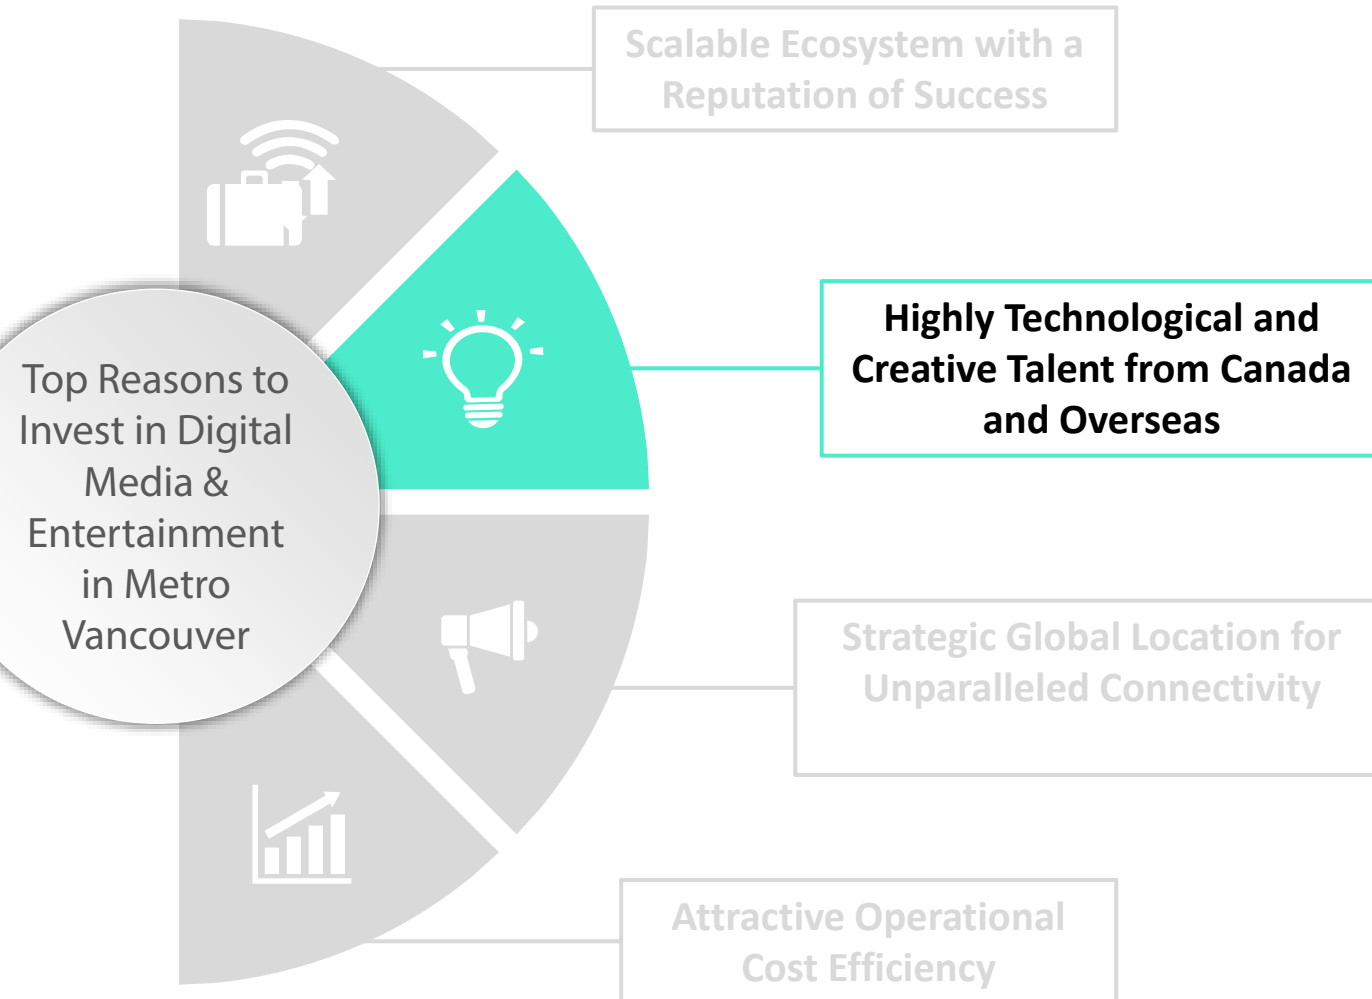 Scalable Ecosystem with a
Reputation of Success
Highly Technological and
Creative Talent from Canada
and Overseas
Top Reasons to
Invest in Digital
Media &
Entertainment
in Metro
Vancouver
Strategic Global Location for
Unparalleled Connectivity
Attractive Operational
Cost Efficiency